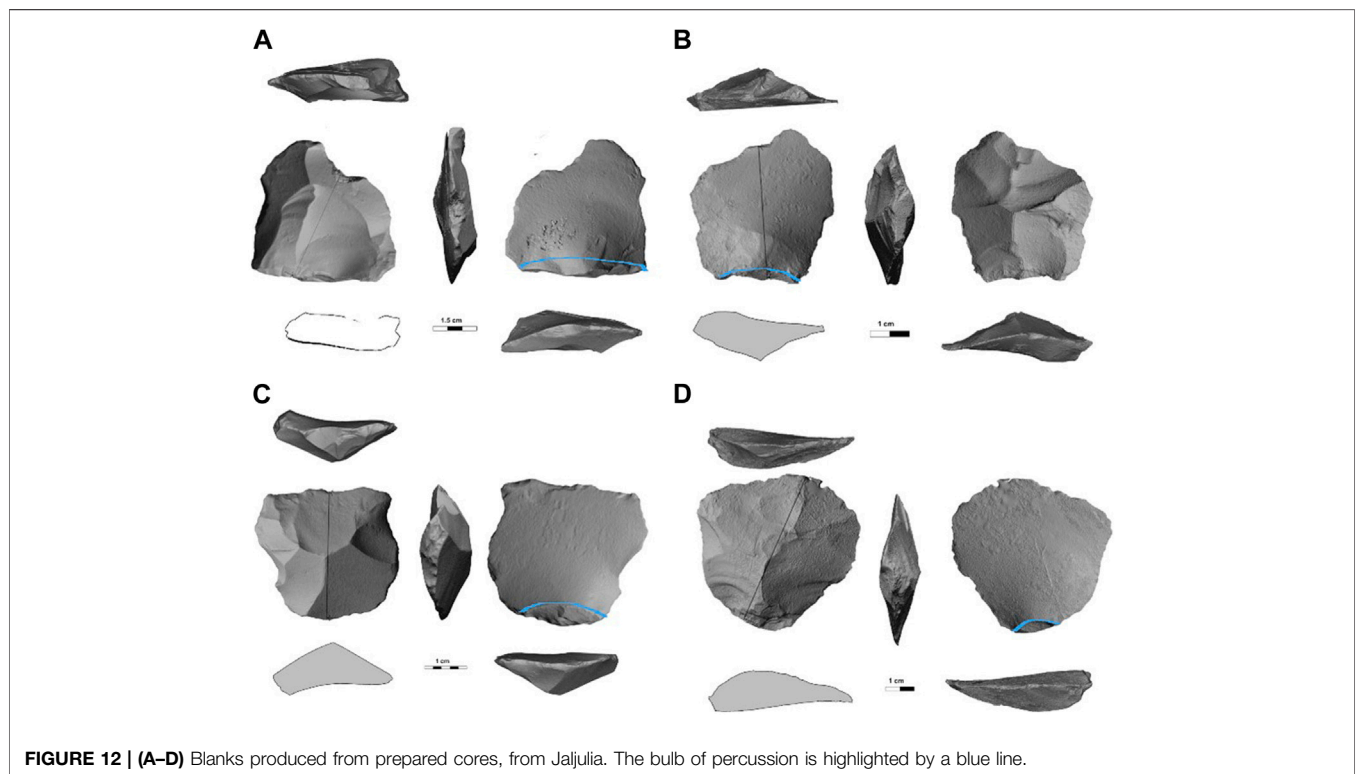 A
B
1.5 cm
1 cm
C
D
1 cm
1 cm
FIGURE 12 | (A–D) Blanks produced from prepared cores, from Jaljulia. The bulb of percussion is highlighted by a blue line.